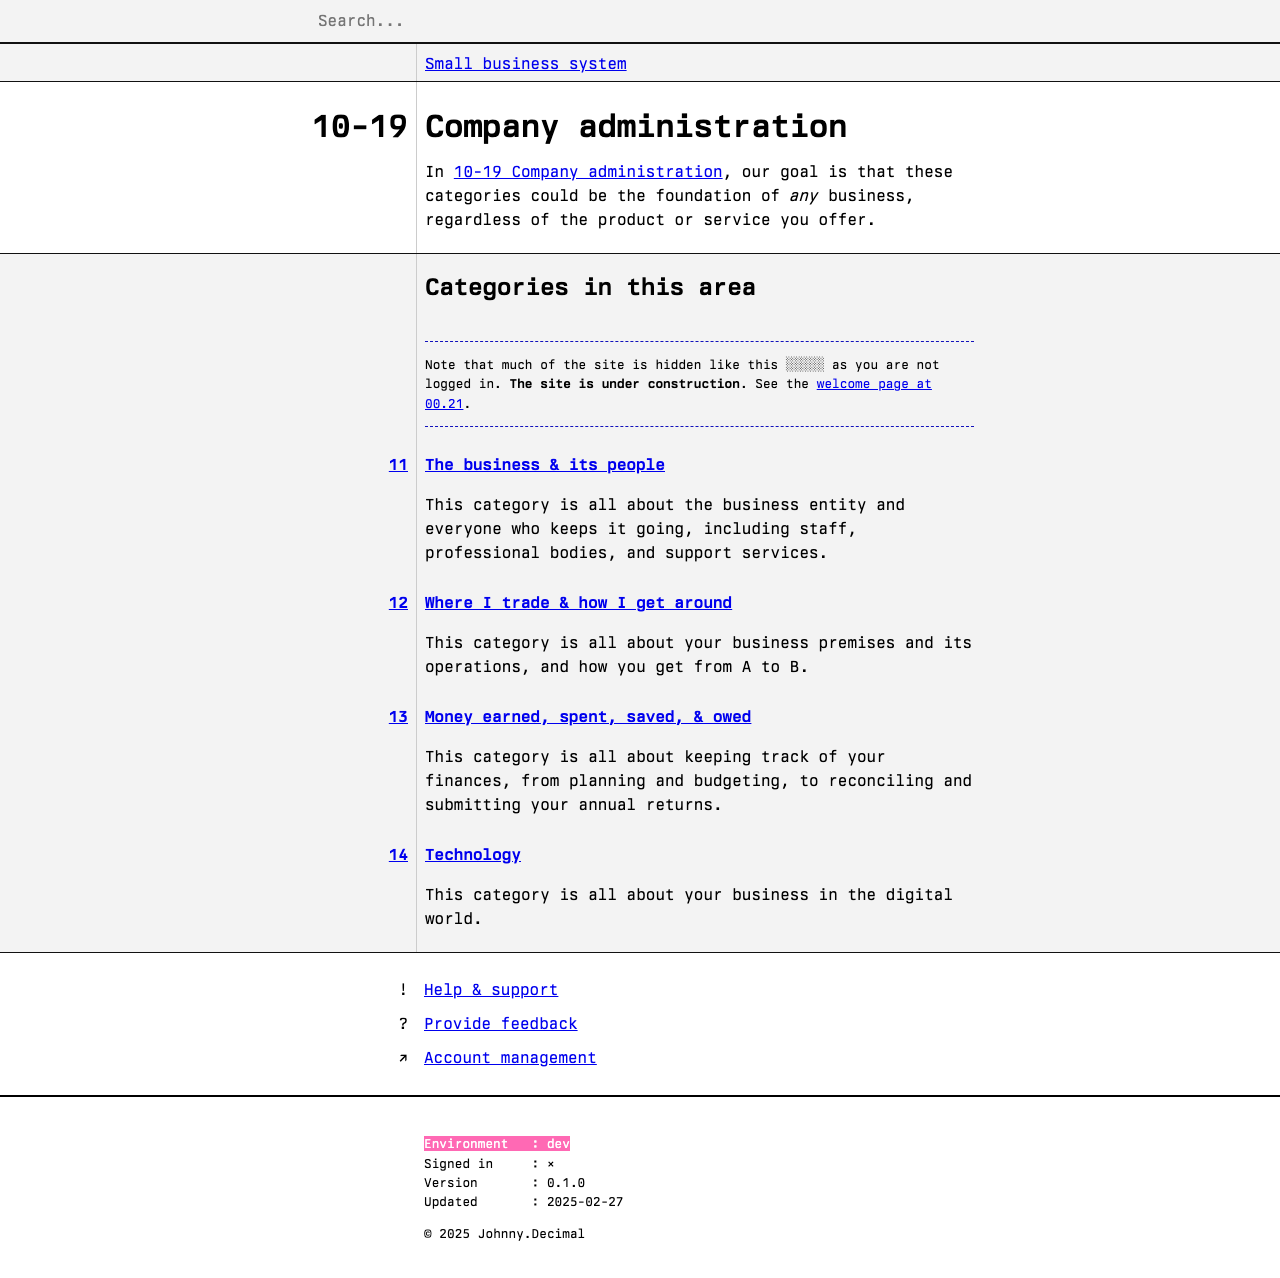 Search...
Small business system
10-19 Company administration
In 10-19 Company administration, our goal is that these
categories could be the foundation of any business,
regardless of the product or service you offer.
Categories in this area
Note that much of the site is hidden like this ░░░░░ as you are not
logged in. The site is under construction. See the welcome page at
00.21.
11 The business & its people
This category is all about the business entity and
everyone who keeps it going, including staff,
professional bodies, and support services.
12 Where I trade & how I get around
This category is all about your business premises and its
operations, and how you get from A to B.
13 Money earned, spent, saved, & owed
This category is all about keeping track of your
finances, from planning and budgeting, to reconciling and
submitting your annual returns.
14 Technology
This category is all about your business in the digital
world.
! Help & support
? Provide feedback
↗ Account management
Environment : dev
Signed in : ×
Version : 0.1.0
Updated : 2025-02-27
© 2025 Johnny.Decimal